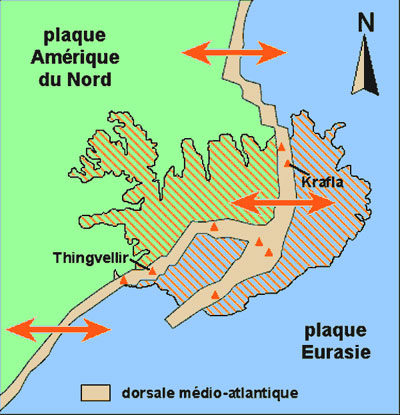 plaque
Amérique
du Nord
N
Krafla
Thingvellir
plaque
Eurasie
dorsale médio-atlantique